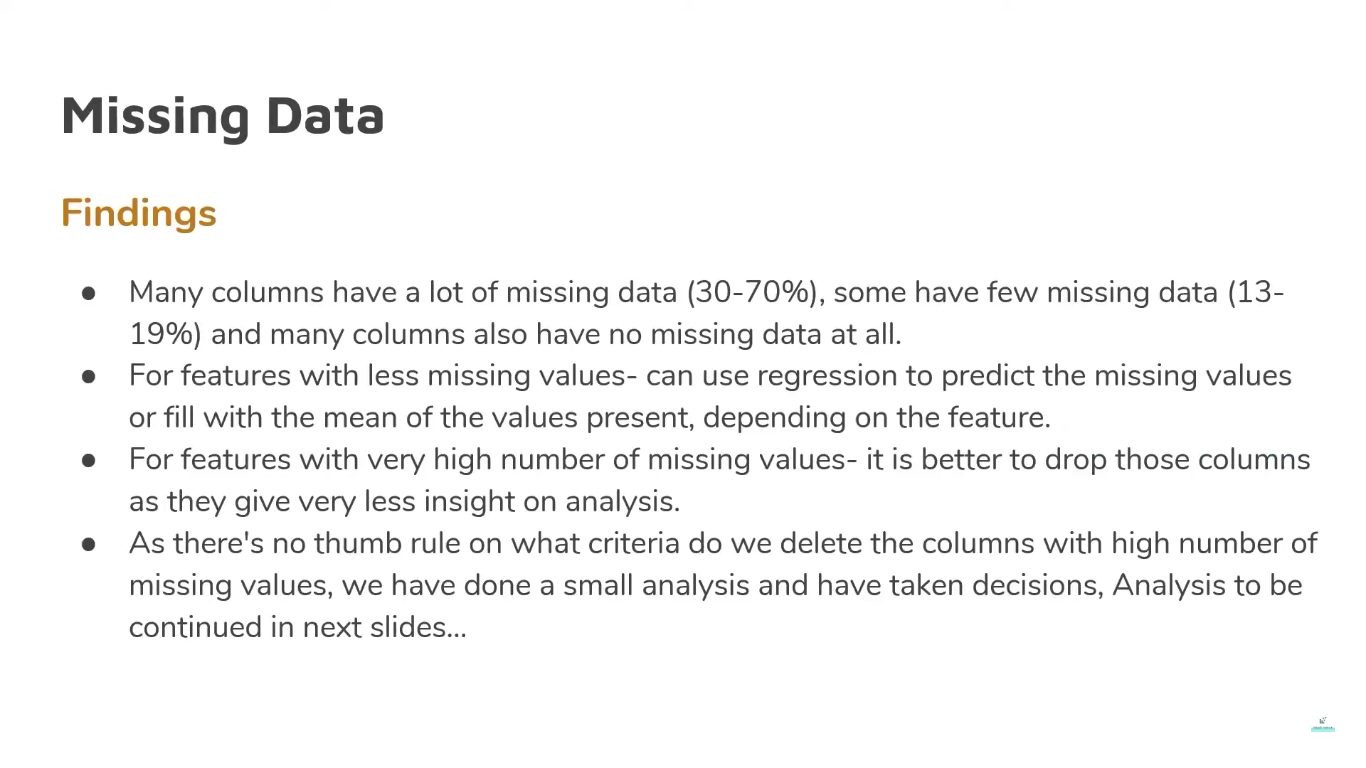 Missing Data
Findings
● Many columns have a lot of missing data (30-70%), some have few missing data (13-
19%) and many columns also have no missing data at all.
● For features with less missing values- can use regression to predict the missing values
or fill with the mean of the values present, depending on the feature.
● For features with very high number of missing values- it is better to drop those columns
as they give very less insight on analysis.
● As there's no thumb rule on what criteria do we delete the columns with high number of
missing values, we have done a small analysis and have taken decisions, Analysis to be
continued in next slides...